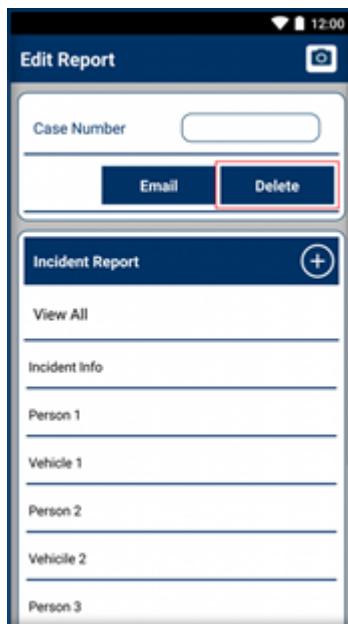 12:00
Edit Report
Case Number
Email Delete
Incident Report
View All
Incident Info
Person 1
Vehicle 1
Person 2
Vehicile 2
Person 3